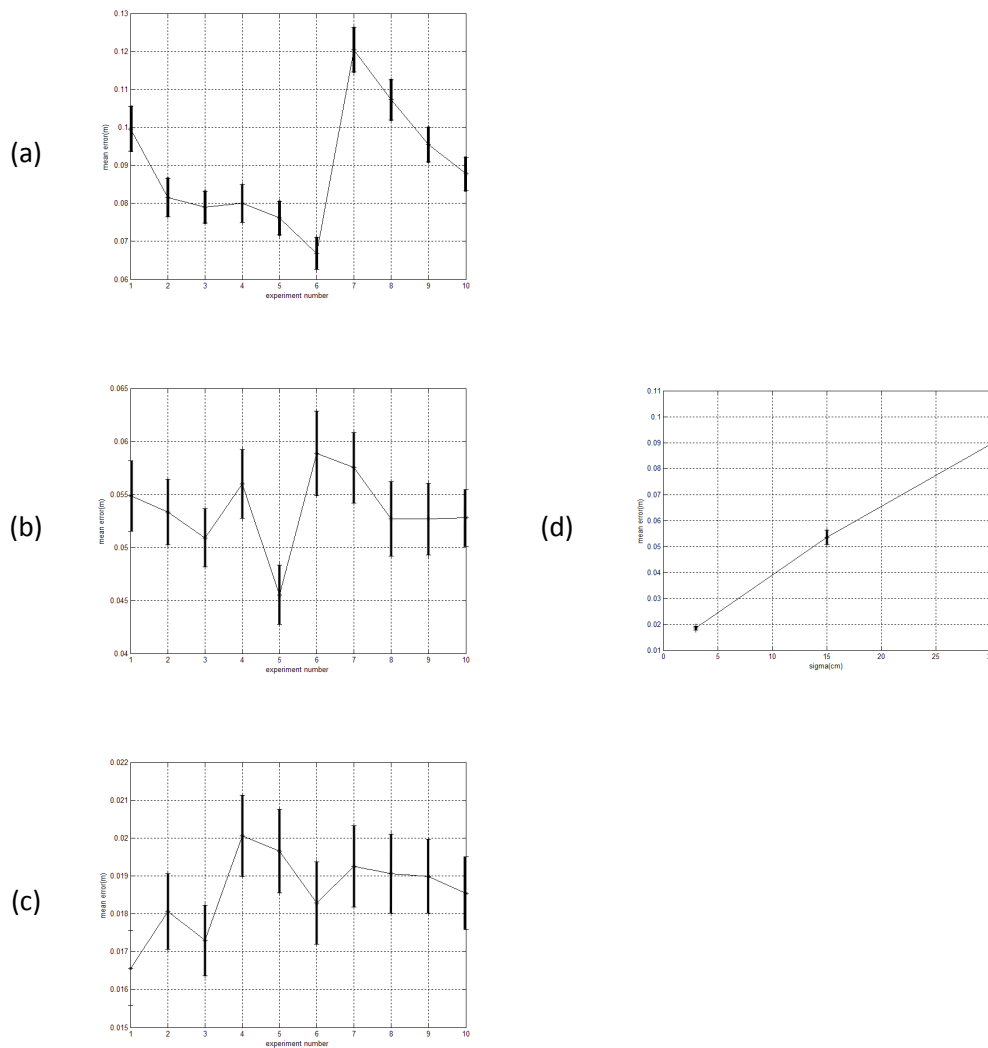 (a)
mean error(m)
0.13
0.12
0.11
0.1
0.09
0.08
0.07
0.06
1 2 3 4 5 6 7 8 9 10
experiment number
(b)
mean error(m)
0.065
0.06
0.055
0.05
0.045
0.04
1 2 3 4 5 6 7 8 9 10
experiment number
(d)
mean error(m)
0.11
0.1
0.09
0.08
0.07
0.06
0.05
0.04
0.03
0.02
0.01
0 5 10 15 20 25
sigma(cm)
(c)
mean error(m)
0.022
0.021
0.02
0.019
0.018
0.017
0.016
0.015
1 2 3 4 5 6 7 8 9 10
experiment number